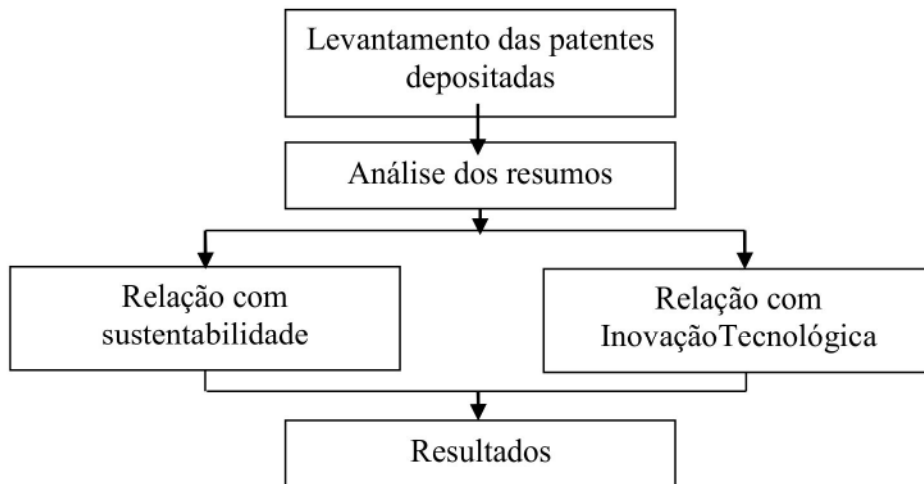 Levantamento das patentes
depositadas
Análise dos resumos
Relação com
sustentabilidade
Relação com
InovaçãoTecnológica
Resultados